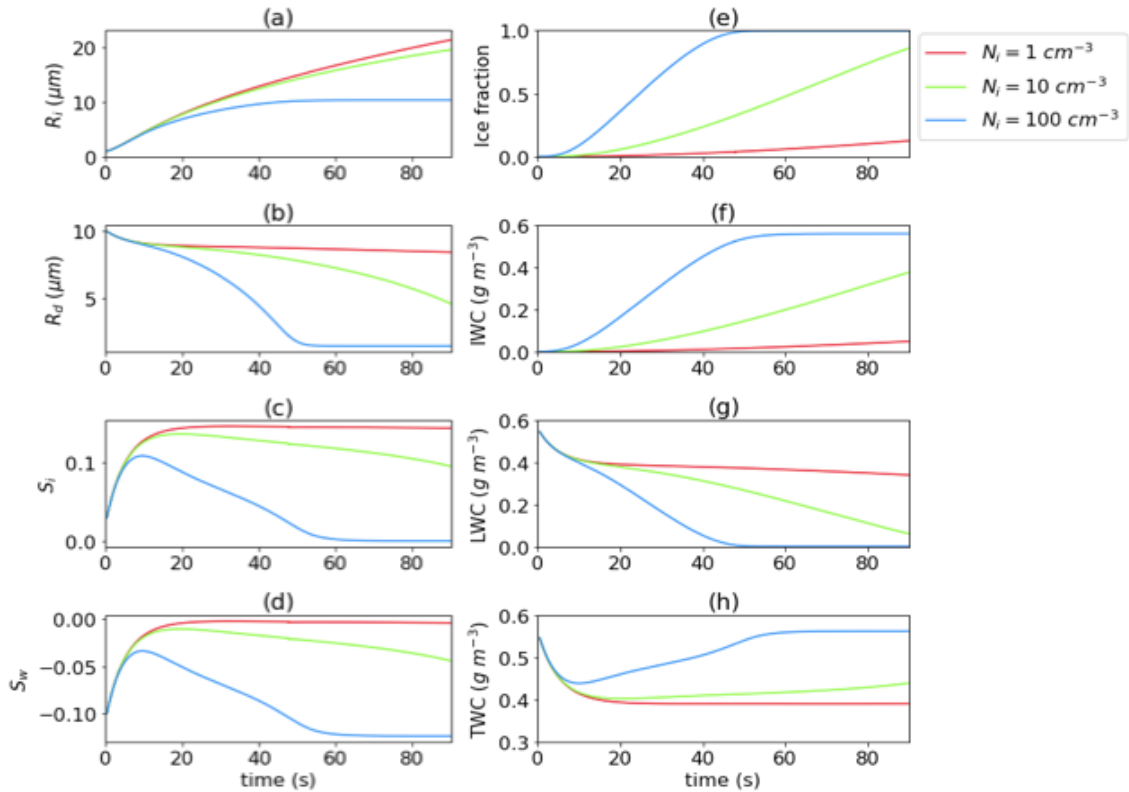 (a)
R_i (μm)
20
10
0
0 20 40 60 80
(b)
R_d (μm)
10
5
0 20 40 60 80
(c)
S_i
0.1
0.0
0 20 40 60 80
(d)
S_w
0.00
−0.05
−0.10
0 20 40 60 80
time (s)
(e)
Ice fraction
1.0
0.5
0.0
0 20 40 60 80
(f)
IWC (g m⁻³)
0.6
0.4
0.2
0.0
0 20 40 60 80
(g)
LWC (g m⁻³)
0.6
0.4
0.2
0.0
0 20 40 60 80
(h)
TWC (g m⁻³)
0.6
0.5
0.4
0.3
0 20 40 60 80
time (s)
N_i = 1 cm⁻³
N_i = 10 cm⁻³
N_i = 100 cm⁻³